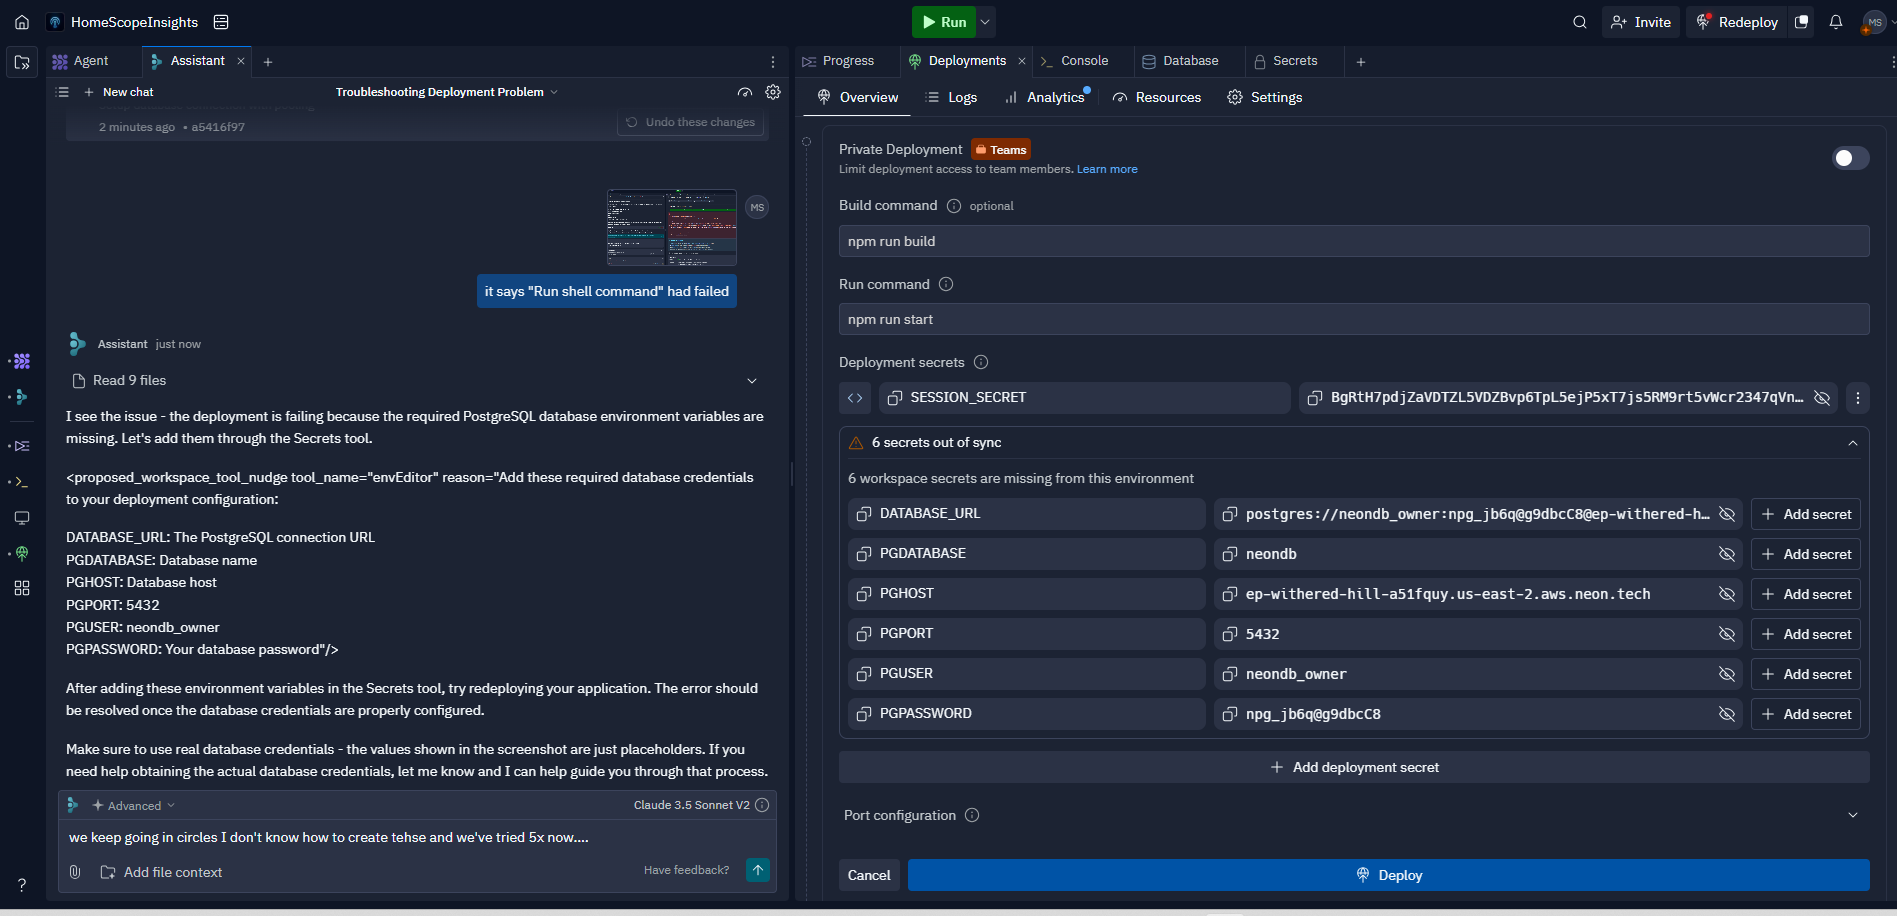 HomeScopeInsights
Run
Invite
Redeploy
MS
Agent
Assistant
Progress
Deployments
Console
Database
Secrets
New chat
Troubleshooting Deployment Problem
Overview
Logs
Analytics
Resources
Settings
2 minutes ago • a5416f97
Undo these changes
MS
it says "Run shell command" had failed
Assistant just now
Read 9 files
I see the issue - the deployment is failing because the required PostgreSQL database environment variables are
missing. Let's add them through the Secrets tool.
<proposed_workspace_tool_nudge tool_name="envEditor" reason="Add these required database credentials
to your deployment configuration:
DATABASE_URL: The PostgreSQL connection URL
PGDATABASE: Database name
PGHOST: Database host
PGPORT: 5432
PGUSER: neondb_owner
PGPASSWORD: Your database password"/>
After adding these environment variables in the Secrets tool, try redeploying your application. The error should
be resolved once the database credentials are properly configured.
Make sure to use real database credentials - the values shown in the screenshot are just placeholders. If you
need help obtaining the actual database credentials, let me know and I can help guide you through that process.
Advanced
Claude 3.5 Sonnet V2
we keep going in circles I don't know how to create tehse and we've tried 5x now....
Add file context
Have feedback?
Private Deployment Teams
Limit deployment access to team members. Learn more
Build command optional
npm run build
Run command
npm run start
Deployment secrets
SESSION_SECRET
BgRtH7pdjZaVDTZL5VDZBvp6TpL5ejP5xT7js5RM9rt5vWcr2347qVn...
6 secrets out of sync
6 workspace secrets are missing from this environment
DATABASE_URL postgres://neondb_owner:npg_jb6q@g9dbcC8@ep-withered-h... Add secret
PGDATABASE neondb Add secret
PGHOST ep-withered-hill-a51fquy.us-east-2.aws.neon.tech Add secret
PGPORT 5432 Add secret
PGUSER neondb_owner Add secret
PGPASSWORD npg_jb6q@g9dbcC8 Add secret
Add deployment secret
Port configuration
Cancel
Deploy